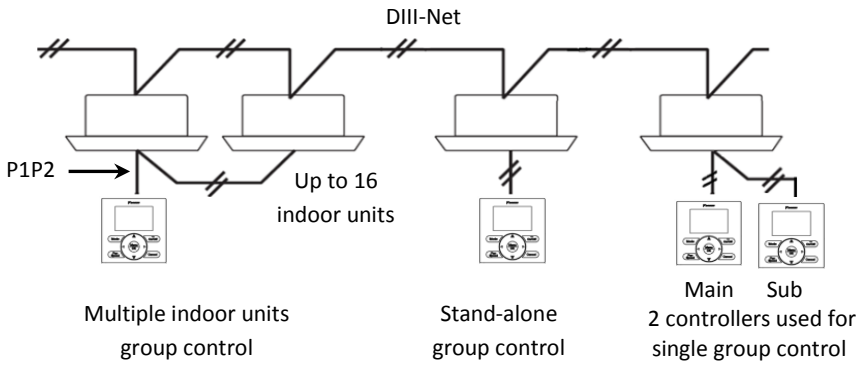 DIII-Net
P1P2
Up to 16
indoor units
Multiple indoor units
group control
Stand-alone
group control
Main
Sub
2 controllers used for
single group control